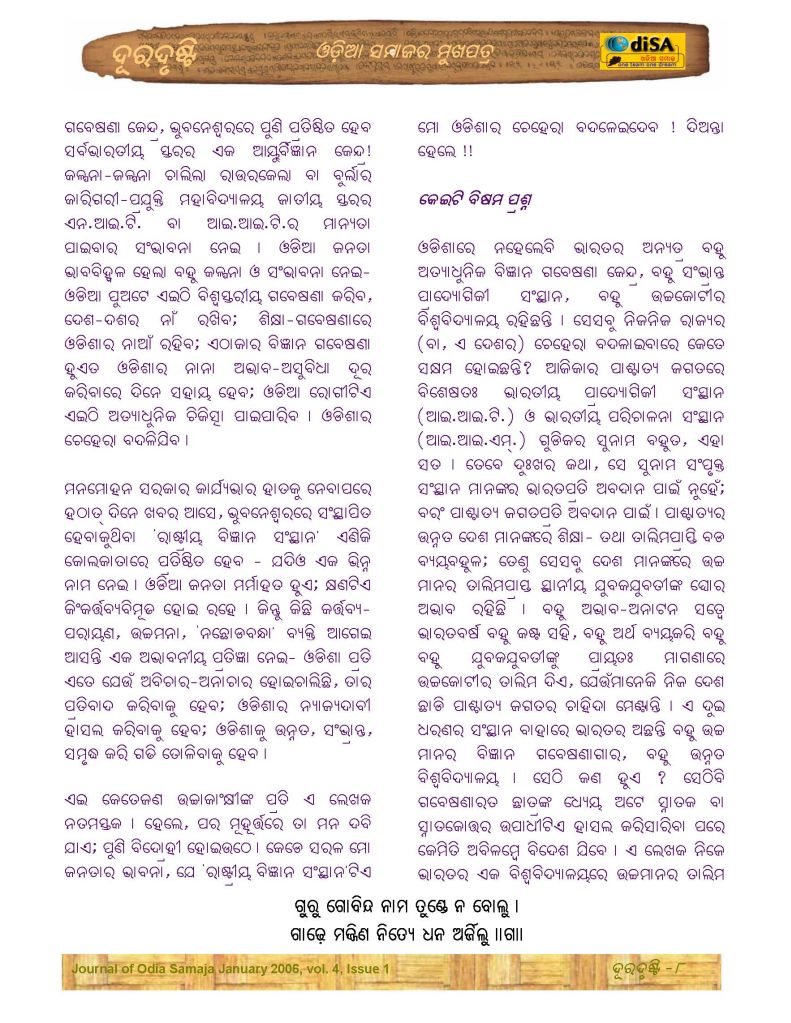 ଦୂରଦୃଷ୍ଟି
ଓଡ଼ିଆ ସମାଜର ମୁଖପତ୍ର
diSA
ଓଡିଆ ସମାଜ
one team one dream
ଗବେଷଣା କେନ୍ଦ୍ର, ଭୁବନେଶ୍ୱରରେ ପୁଣି ପ୍ରତିଷ୍ଠିତ ହେବ
ସର୍ବଭାରତୀୟ ସ୍ତରର ଏକ ଆୟୁର୍ବିଜ୍ଞାନ କେନ୍ଦ୍ର!
କଳ୍ପନା-ଜଳ୍ପନା ଚାଲିଲା ରାଉରକେଲା ବା ବୁର୍ଲାର
କାରିଗରୀ-ପ୍ରଯୁକ୍ତି ମହାବିଦ୍ୟାଳୟ ଜାତୀୟ ସ୍ତରର
ଏନ.ଆଇ.ଟି. ବା ଆଇ.ଆଇ.ଟି.ର ମାନ୍ୟତା
ପାଇବାର ସଂଭାବନା ନେଇ । ଓଡିଆ ଜନତା
ଭାବବିହ୍ୱଳ ହେଲା ବହୁ କଳ୍ପନା ଓ ସଂଭାବନା ନେଇ-
ଓଡିଆ ପୁଅଟେ ଏଇଠି ବିଶ୍ୱସ୍ତରୀୟ ଗବେଷଣା କରିବ,
ଦେଶ-ଦଶର ନାଁ ରଖିବ; ଶିକ୍ଷା-ଗବେଷଣାରେ
ଓଡିଶାର ନାଆଁ ରହିବ; ଏଠାକାର ବିଜ୍ଞାନ ଗବେଷଣା
ହୁଏତ ଓଡିଶାର ନାନା ଅଭାବ-ଅସୁବିଧା ଦୂର
କରିବାରେ ଦିନେ ସହାୟ ହେବ; ଓଡିଆ ରୋଗୀଟିଏ
ଏଇଠି ଅତ୍ୟାଧୁନିକ ଚିକିତ୍ସା ପାଇପାରିବ । ଓଡିଶାର
ଚେହେରା ବଦଳିଯିବ ।
ମନମୋହନ ସରକାର କାର୍ଯ୍ୟଭାର ହାତକୁ ନେବାପରେ
ହଠାତ୍ ଦିନେ ଖବର ଆସେ, ଭୁବନେଶ୍ୱରରେ ସଂସ୍ଥାପିତ
ହେବାକୁଥିବା 'ରାଷ୍ଟ୍ରୀୟ ବିଜ୍ଞାନ ସଂସ୍ଥାନ' ଏଣିକି
କୋଲକାତାରେ ପ୍ରତିଷ୍ଠିତ ହେବ - ଯଦିଓ ଏକ ଭିନ୍ନ
ନାମ ନେଇ । ଓଡିଆ ଜନତା ମର୍ମାହତ ହୁଏ; କ୍ଷଣଟିଏ
କିଂକର୍ତ୍ତବ୍ୟବିମୂଢ ହୋଇ ରହେ । କିନ୍ତୁ କିଛି କର୍ତ୍ତବ୍ୟ-
ପରାୟଣ, ଉଚ୍ଚମନା, 'ନଛୋଡବନ୍ଧା' ବ୍ୟକ୍ତି ଆଗେଇ
ଆସନ୍ତି ଏକ ଅଭାବନୀୟ ପ୍ରତିଜ୍ଞା ନେଇ- ଓଡିଶା ପ୍ରତି
ଏତେ ଯେଉଁ ଅବିଚାର-ଅନାଚାର ହୋଇଚାଲିଛି, ତାର
ପ୍ରତିବାଦ କରିବାକୁ ହେବ; ଓଡିଶାର ନ୍ୟାଜ୍ୟଦାବୀ
ହାସଲ କରିବାକୁ ହେବ; ଓଡିଶାକୁ ଉନ୍ନତ, ସଂଭ୍ରାନ୍ତ,
ସମୃଦ୍ଧ କରି ଗଢି ତୋଳିବାକୁ ହେବ ।
ଏଇ କେତେଜଣ ଉଚ୍ଚାକାଂକ୍ଷୀଙ୍କ ପ୍ରତି ଏ ଲେଖକ
ନତମସ୍ତକ । ହେଲେ, ପର ମୂହୂର୍ତ୍ତରେ ତା ମନ ଦବି
ଯାଏ; ପୁଣି ବିଦ୍ରୋହୀ ହୋଇଉଠେ । କେଡେ ସରଳ ମୋ
ଜନତାର ଭାବନା, ଯେ 'ରାଷ୍ଟ୍ରୀୟ ବିଜ୍ଞାନ ସଂସ୍ଥାନ'ଟିଏ
ମୋ ଓଡିଶାର ଚେହେରା ବଦଳେଇଦେବ ! ଦିଅନ୍ତା
ହେଲେ !!
କେଇଟି ବିଷମ ପ୍ରଶ୍ନ
ଓଡିଶାରେ ନହେଲେବି ଭାରତର ଅନ୍ୟତ୍ର ବହୁ
ଅତ୍ୟାଧୁନିକ ବିଜ୍ଞାନ ଗବେଷଣା କେନ୍ଦ୍ର, ବହୁ ସଂଭ୍ରାନ୍ତ
ପ୍ରାଦ୍ୟୋଗିକୀ ସଂସ୍ଥାନ, ବହୁ ଉଚ୍ଚକୋଟୀର
ବିଶ୍ୱବିଦ୍ୟାଳୟ ରହିଛନ୍ତି । ସେସବୁ ନିଜନିଜ ରାଜ୍ୟର
(ବା, ଏ ଦେଶର) ଚେହେରା ବଦଳାଇବାରେ କେତେ
ସକ୍ଷମ ହୋଇଛନ୍ତି? ଆଜିକାର ପାଶ୍ଚାତ୍ୟ ଜଗତରେ
ବିଶେଷତଃ ଭାରତୀୟ ପ୍ରାଦ୍ୟୋଗିକୀ ସଂସ୍ଥାନ
(ଆଇ.ଆଇ.ଟି.) ଓ ଭାରତୀୟ ପରିଚାଳନା ସଂସ୍ଥାନ
(ଆଇ.ଆଇ.ଏମ୍.) ଗୁଡିକର ସୁନାମ ବହୁତ, ଏହା
ସତ । ତେବେ ଦୁଃଖର କଥା, ସେ ସୁନାମ ସଂପୃକ୍ତ
ସଂସ୍ଥାନ ମାନଙ୍କର ଭାରତପ୍ରତି ଅବଦାନ ପାଇଁ ନୁହେଁ;
ବରଂ ପାଶ୍ଚାତ୍ୟ ଜଗତପ୍ରତି ଅବଦାନ ପାଇଁ । ପାଶ୍ଚାତ୍ୟର
ଉନ୍ନତ ଦେଶ ମାନଙ୍କରେ ଶିକ୍ଷା- ତଥା ତାଲିମପ୍ରାପ୍ତି ବଡ
ବ୍ୟୟବହୁଳ; ତେଣୁ ସେସବୁ ଦେଶ ମାନଙ୍କରେ ଉଚ୍ଚ
ମାନର ତାଲିମପ୍ରାପ୍ତ ସ୍ଥାନୀୟ ଯୁବକଯୁବତୀଙ୍କ ଘୋର
ଅଭାବ ରହିଛି । ବହୁ ଅଭାବ-ଅନାଟନ ସତ୍ୱେ
ଭାରତବର୍ଷ ବହୁ କଷ୍ଟ ସହି, ବହୁ ଅର୍ଥ ବ୍ୟୟକରି ବହୁ
ବହୁ ଯୁବକଯୁବତୀଙ୍କୁ ପ୍ରାୟତଃ ମାଗଣାରେ
ଉଚ୍ଚକୋଟୀର ତାଲିମ ଦିଏ, ଯେଉଁମାନେକି ନିଜ ଦେଶ
ଛାଡି ପାଶ୍ଚାତ୍ୟ ଜଗତର ଚାହିଦା ମେଣ୍ଟାନ୍ତି । ଏ ଦୁଇ
ଧରଣର ସଂସ୍ଥାନ ବାହାରେ ଭାରତର ଅଛନ୍ତି ବହୁ ଉଚ୍ଚ
ମାନର ବିଜ୍ଞାନ ଗବେଷଣାଗାର, ବହୁ ଉନ୍ନତ
ବିଶ୍ୱବିଦ୍ୟାଳୟ । ସେଠି କଣ ହୁଏ ? ସେଠିବି
ଗବେଷଣାରତ ଛାତ୍ରଙ୍କ ଧ୍ୟେୟ ଅଟେ ସ୍ନାତକ ବା
ସ୍ନାତକୋତ୍ତର ଉପାଧୀଟିଏ ହାସଲ କରିସାରିବା ପରେ
କେମିତି ଅବିଳମ୍ବେ ବିଦେଶ ଯିବେ । ଏ ଲେଖକ ନିଜେ
ଭାରତର ଏକ ବିଶ୍ୱବିଦ୍ୟାଳୟରେ ଉଚ୍ଚମାନର ତାଲିମ
ଗୁରୁ ଗୋବିନ୍ଦ ନାମ ତୁଣ୍ଡେ ନ ବୋଲୁ ।
ଗାଢ଼େ ମଜ୍ଜିଣ ନିତ୍ୟେ ଧନ ଅର୍ଜିଲୁ ॥ଗା॥
Journal of Odia Samaja January 2006, vol. 4, Issue 1
ଦୂରଦୃଷ୍ଟି -୮